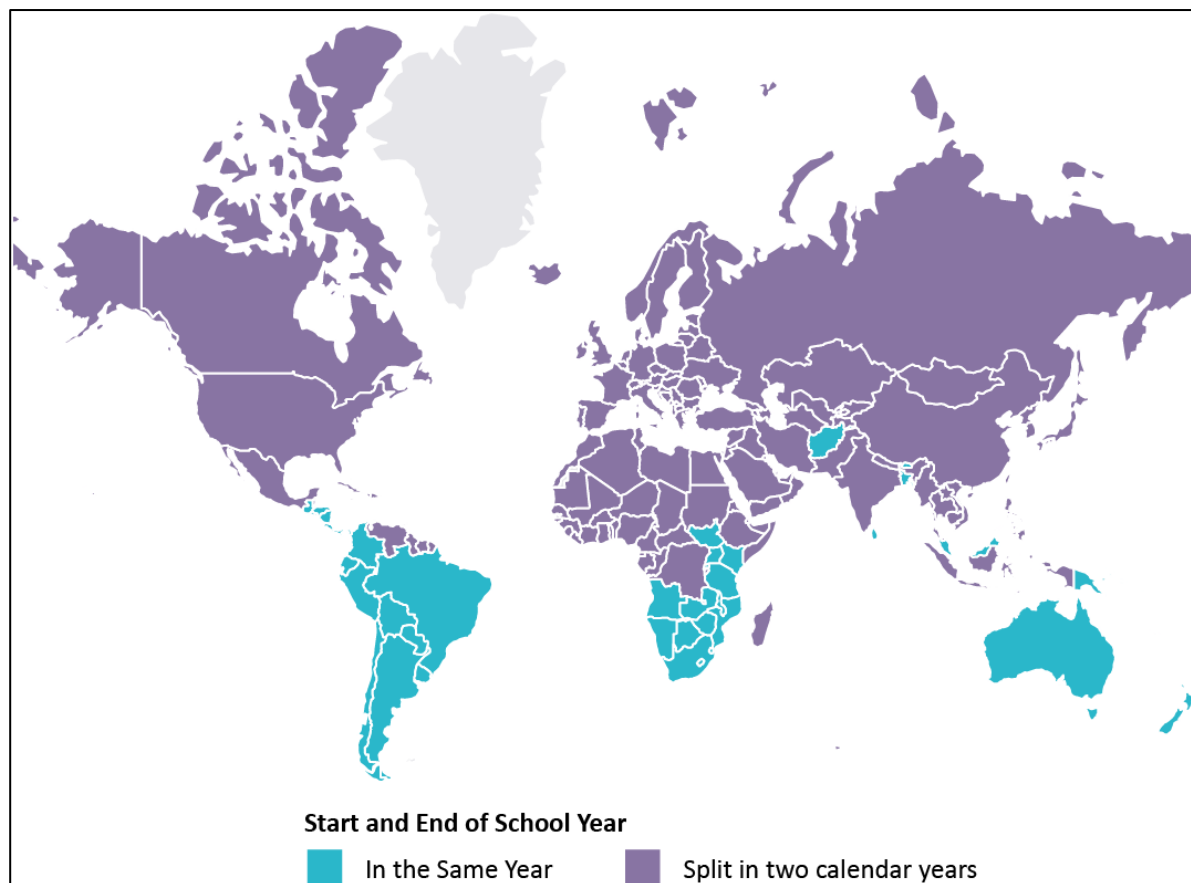 Start and End of School Year
In the Same Year
Split in two calendar years